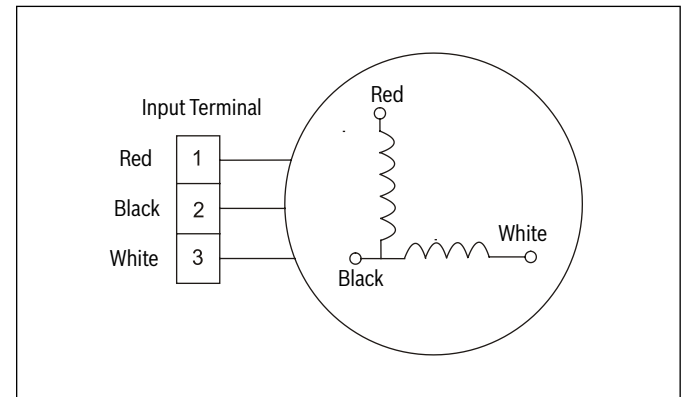 Input Terminal
Red 1
Black 2
White 3
Red
White
Black